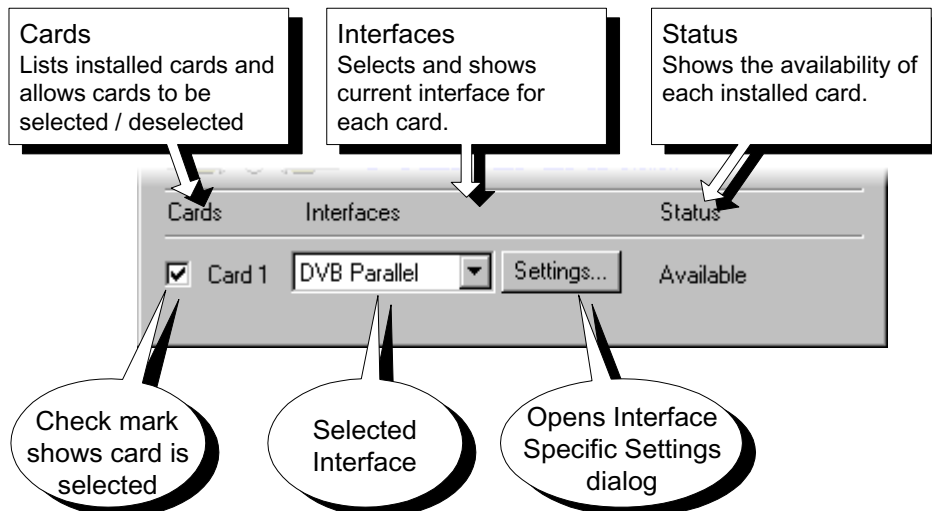 Cards
Lists installed cards and
allows cards to be
selected / deselected
Interfaces
Selects and shows
current interface for
each card.
Status
Shows the availability of
each installed card.
Cards
Interfaces
Status
Card 1
DVB Parallel
Settings...
Available
Check mark
shows card is
selected
Selected
Interface
Opens Interface
Specific Settings
dialog